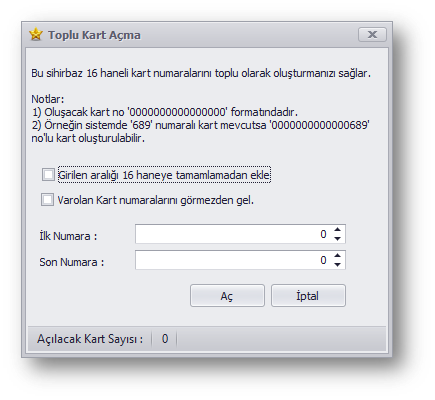 Toplu Kart Açma
Bu sihirbaz 16 haneli kart numaralarını toplu olarak oluşturmanızı sağlar.
Notlar:
1) Oluşacak kart no '0000000000000000' formatındadır.
2) Örneğin sistemde '689' numaralı kart mevcutsa '0000000000000689'
no'lu kart oluşturulabilir.
Girilen aralığı 16 haneye tamamlamadan ekle
Varolan Kart numaralarını görmezden gel.
İlk Numara : 0
Son Numara : 0
Aç İptal
Açılacak Kart Sayısı : 0